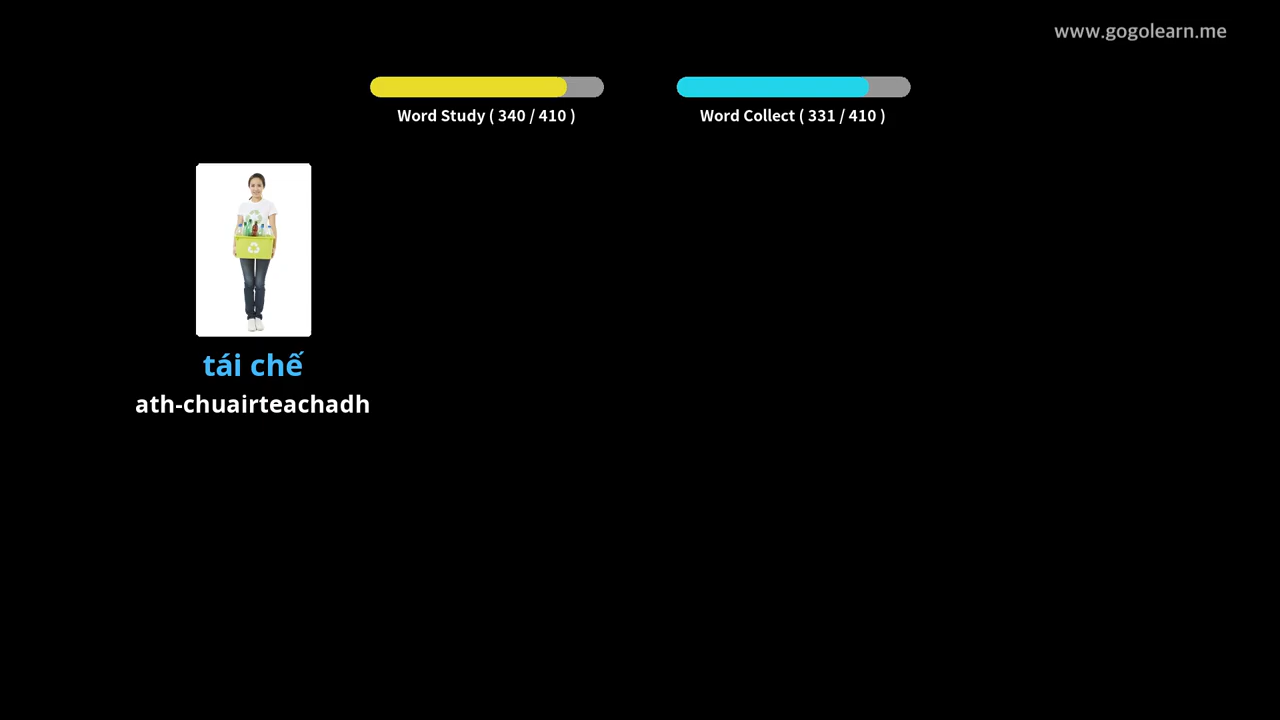 www.gogolearn.me
Word Study ( 340 / 410 )
Word Collect ( 331 / 410 )
tái chế
ath-chuairteachadh